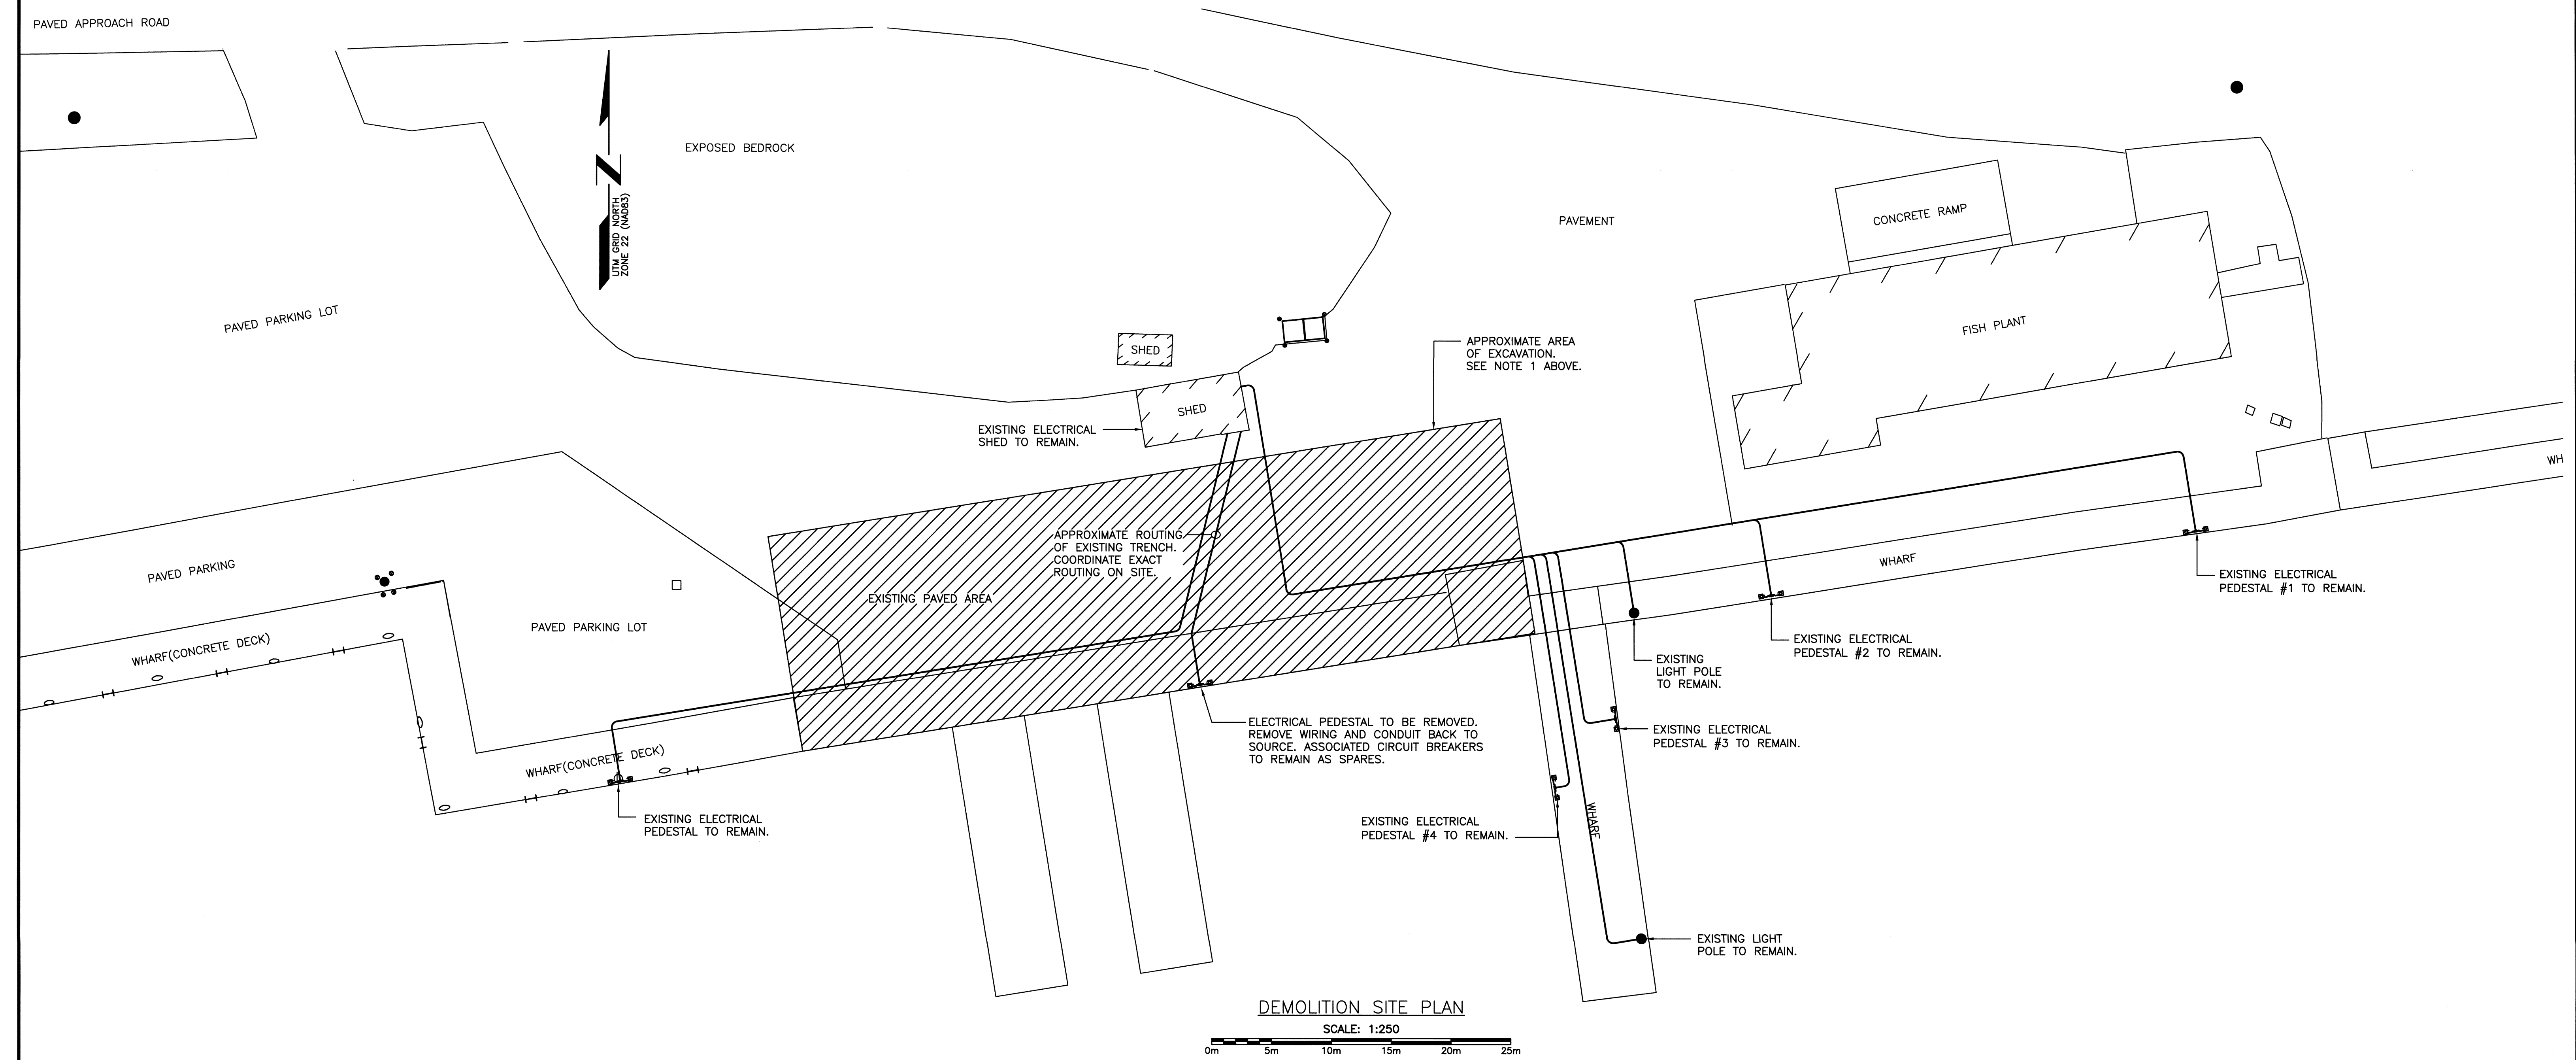 PAVED APPROACH ROAD
EXPOSED BEDROCK
N
UTM GRID NORTH
ZONE 22 (NAD83)
PAVEMENT
CONCRETE RAMP
PAVED PARKING LOT
FISH PLANT
SHED
APPROXIMATE AREA
OF EXCAVATION.
SEE NOTE 1 ABOVE.
SHED
EXISTING ELECTRICAL
SHED TO REMAIN.
WH
APPROXIMATE ROUTING
OF EXISTING TRENCH.
COORDINATE EXACT
ROUTING ON SITE.
PAVED PARKING
WHARF
EXISTING ELECTRICAL
PEDESTAL #1 TO REMAIN.
EXISTING PAVED AREA
PAVED PARKING LOT
WHARF(CONCRETE DECK)
EXISTING ELECTRICAL
PEDESTAL #2 TO REMAIN.
EXISTING
LIGHT POLE
TO REMAIN.
ELECTRICAL PEDESTAL TO BE REMOVED.
REMOVE WIRING AND CONDUIT BACK TO
SOURCE. ASSOCIATED CIRCUIT BREAKERS
TO REMAIN AS SPARES.
EXISTING ELECTRICAL
PEDESTAL #3 TO REMAIN.
WHARF(CONCRETE DECK)
EXISTING ELECTRICAL
PEDESTAL TO REMAIN.
EXISTING ELECTRICAL
PEDESTAL #4 TO REMAIN.
WHARF
EXISTING LIGHT
POLE TO REMAIN.
DEMOLITION SITE PLAN
SCALE: 1:250
0m 5m 10m 15m 20m 25m